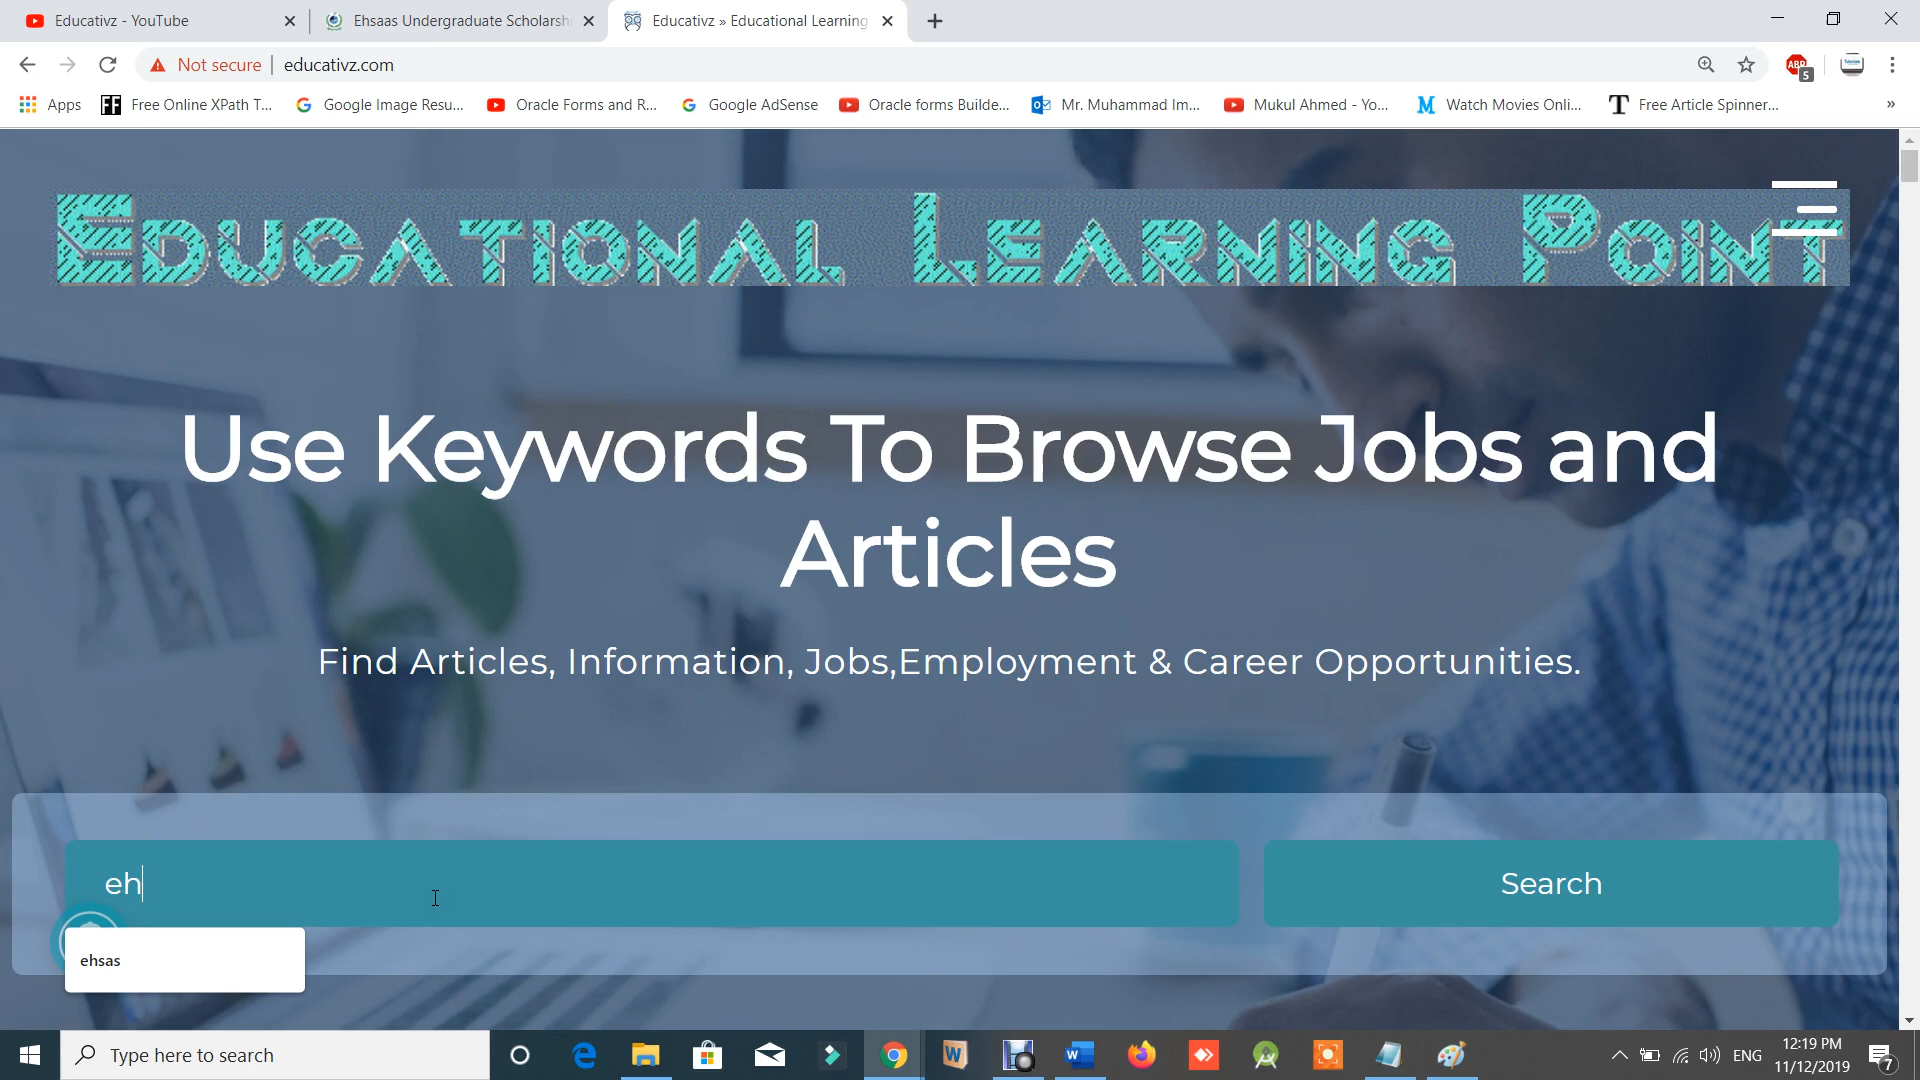 Educativz - YouTube
Ehsaas Undergraduate Scholarsh
Educativz » Educational Learning
Not secure
educativz.com
ABP
5
Apps
Free Online XPath T...
Google Image Resu...
Oracle Forms and R...
Google AdSense
Oracle forms Builde...
Mr. Muhammad Im...
Mukul Ahmed - Yo...
Watch Movies Onli...
Free Article Spinner...
»
Educational Learning Point
Use Keywords To Browse Jobs and
Articles
Find Articles, Information, Jobs,Employment & Career Opportunities.
eh
Search
ehsas
Type here to search
ENG
12:19 PM
11/12/2019
7